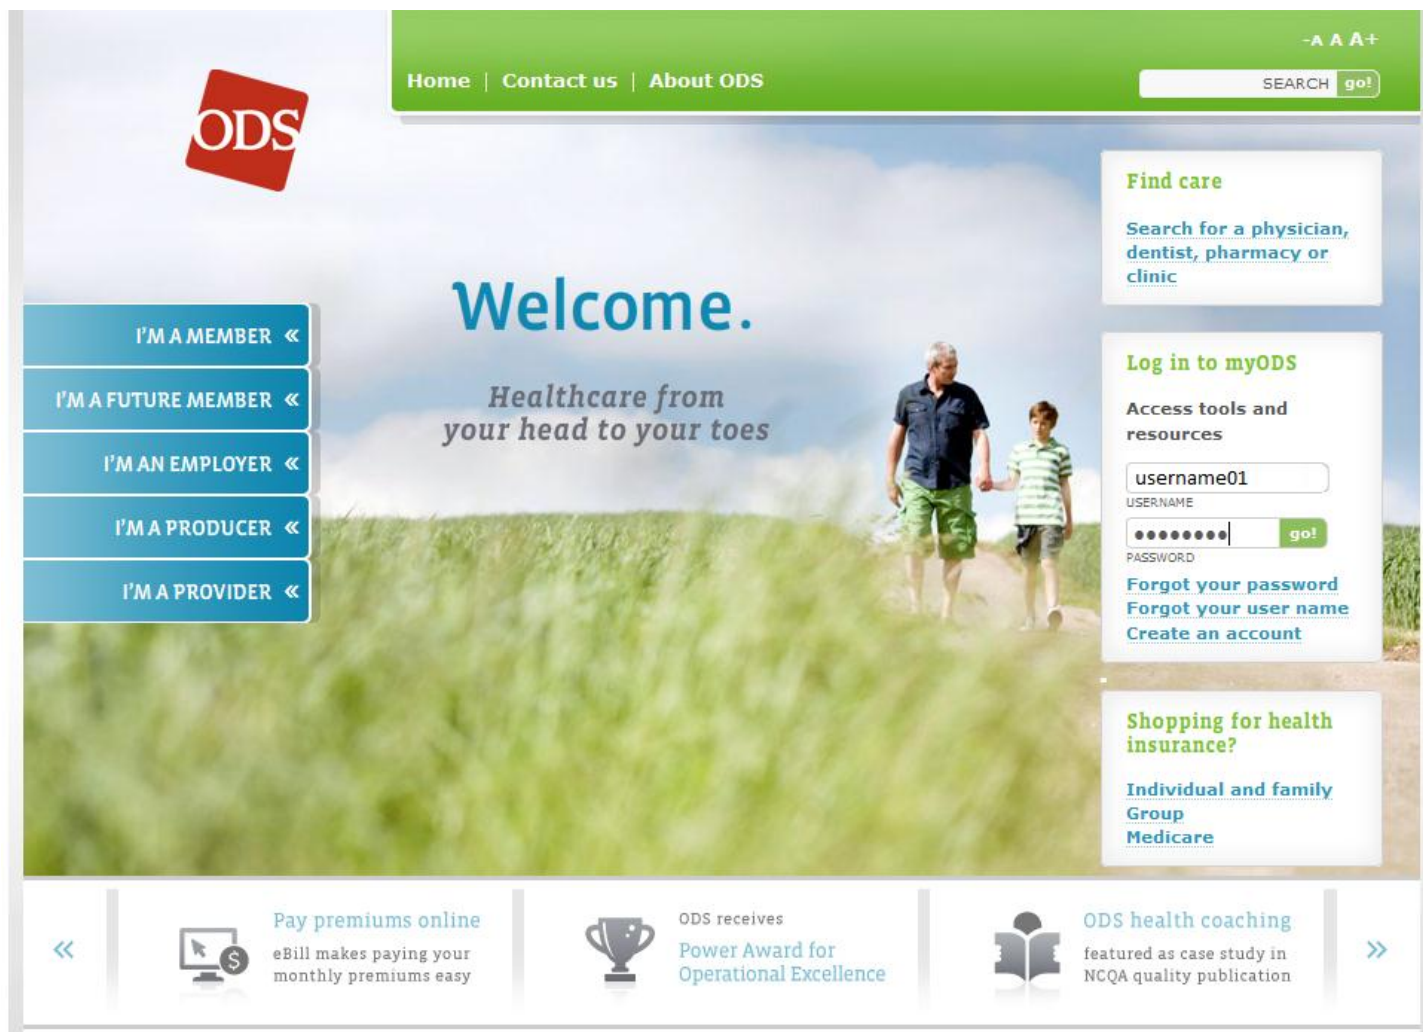 -A A A+
Home | Contact us | About ODS
SEARCH go!
ODS
Find care
Search for a physician,
dentist, pharmacy or
clinic
Welcome.
Healthcare from
your head to your toes
I'M A MEMBER «
I'M A FUTURE MEMBER «
I'M AN EMPLOYER «
I'M A PRODUCER «
I'M A PROVIDER «
Log in to myODS
Access tools and
resources
username01
USERNAME
●●●●●●●● go!
PASSWORD
Forgot your password
Forgot your user name
Create an account
Shopping for health
insurance?
Individual and family
Group
Medicare
«
Pay premiums online
eBill makes paying your
monthly premiums easy
$
ODS receives
Power Award for
Operational Excellence
ODS health coaching
featured as case study in
NCQA quality publication
»